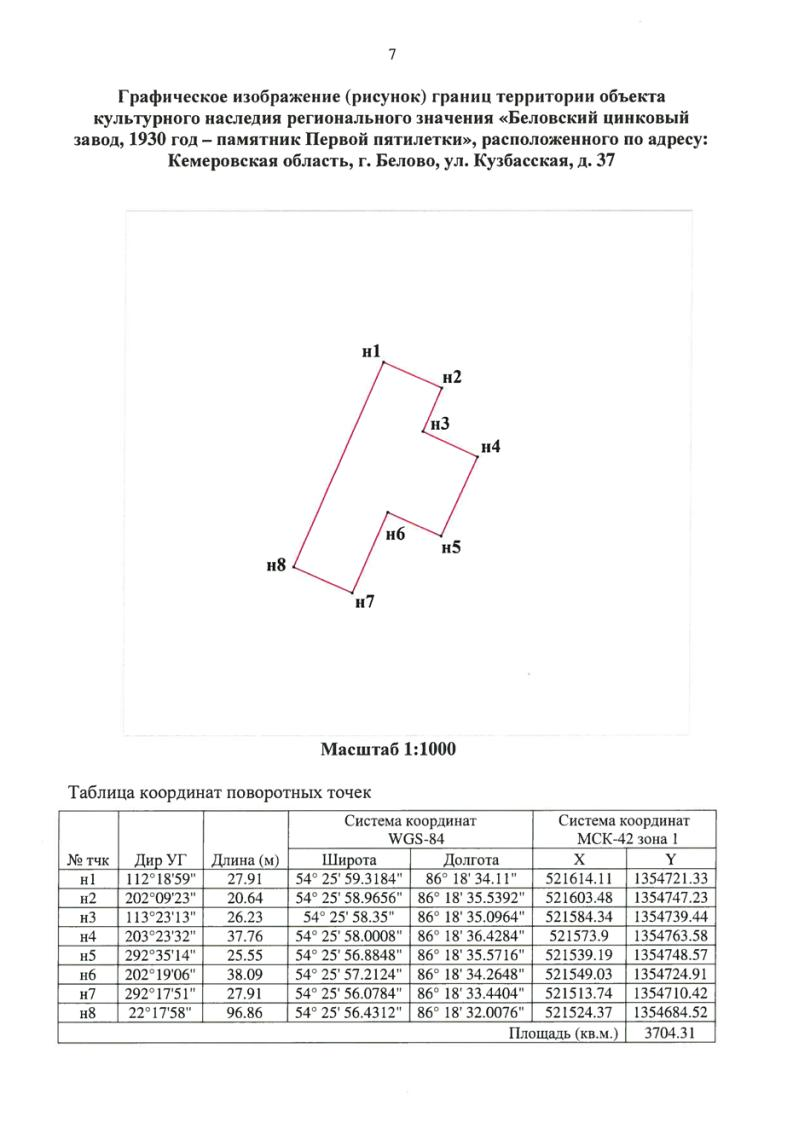 7
Графическое изображение (рисунок) границ территории объекта
культурного наследия регионального значения «Беловский цинковый
завод, 1930 год – памятник Первой пятилетки», расположенного по адресу:
Кемеровская область, г. Белово, ул. Кузбасская, д. 37
н1
н2
н3
н4
н6
н5
н8
н7
Масштаб 1:1000
Таблица координат поворотных точек
№ тчк Дир УГ Длина (м) Система координат WGS-84 Система координат МСК-42 зона 1
Широта Долгота X Y
н1 112°18'59" 27.91 54° 25' 59.3184" 86° 18' 34.11" 521614.11 1354721.33
н2 202°09'23" 20.64 54° 25' 58.9656" 86° 18' 35.5392" 521603.48 1354747.23
н3 113°23'13" 26.23 54° 25' 58.35" 86° 18' 35.0964" 521584.34 1354739.44
н4 203°23'32" 37.76 54° 25' 58.0008" 86° 18' 36.4284" 521573.9 1354763.58
н5 292°35'14" 25.55 54° 25' 56.8848" 86° 18' 35.5716" 521539.19 1354748.57
н6 202°19'06" 38.09 54° 25' 57.2124" 86° 18' 34.2648" 521549.03 1354724.91
н7 292°17'51" 27.91 54° 25' 56.0784" 86° 18' 33.4404" 521513.74 1354710.42
н8 22°17'58" 96.86 54° 25' 56.4312" 86° 18' 32.0076" 521524.37 1354684.52
Площадь (кв.м.) 3704.31